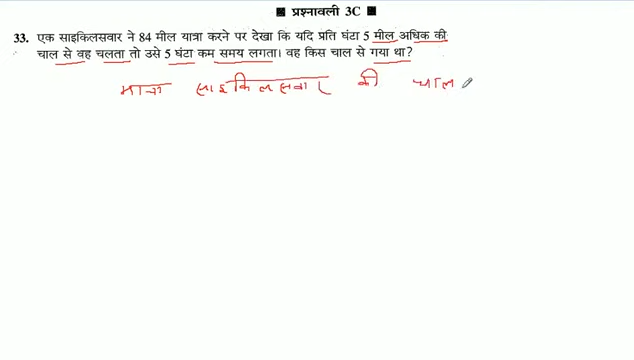 ■ प्रश्नावली 3C ■
33. एक साइकिलसवार ने 84 मील यात्रा करने पर देखा कि यदि प्रति घंटा 5 मील अधिक की
चाल से वह चलता तो उसे 5 घंटा कम समय लगता। वह किस चाल से गया था?
माना साइकिलसवार की चाल